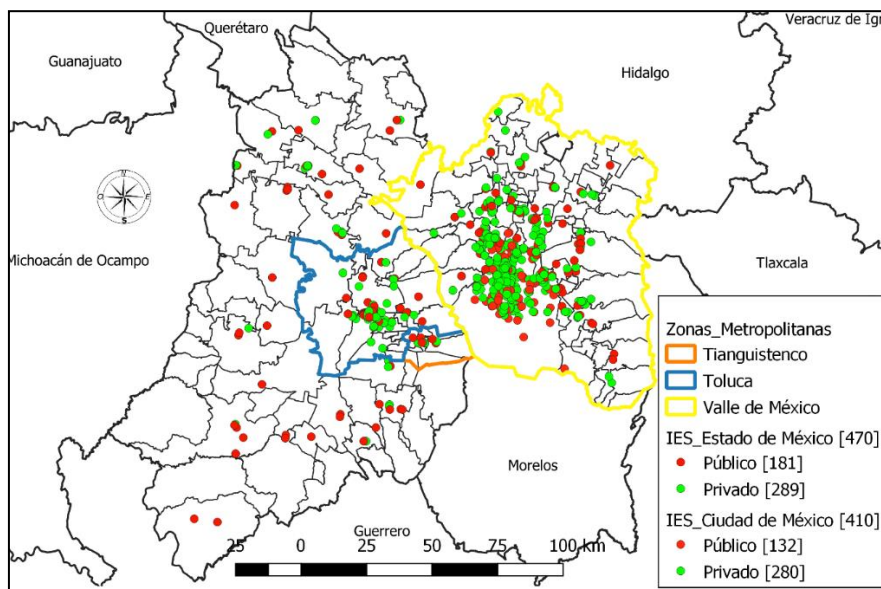 Querétaro
Veracruz de Ign
Guanajuato
Hidalgo
N
O
E
S
Michoacán de Ocampo
Tlaxcala
Zonas_Metropolitanas
Tianguistenco
Toluca
Valle de México
IES_Estado de México [470]
Público [181]
Privado [289]
IES_Ciudad de México [410]
Público [132]
Privado [280]
Morelos
Guerrero
25 0 25 50 75 100 km